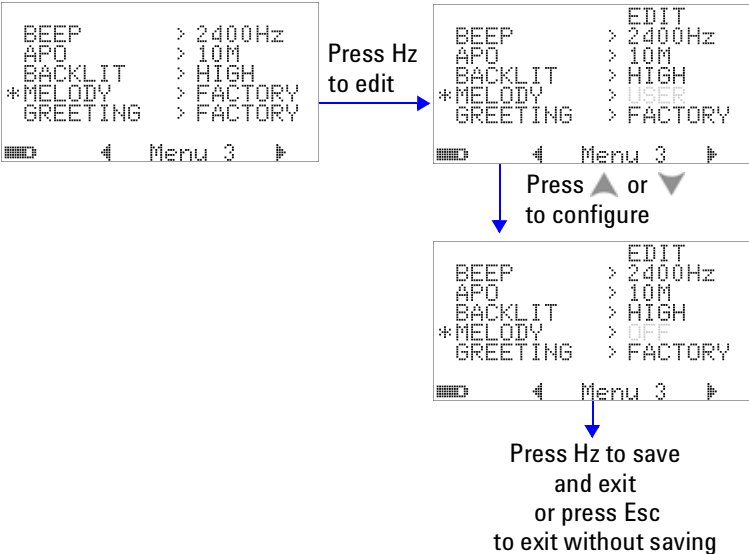 BEEP > 2400Hz
APO > 10M
BACKLIT > HIGH
*MELODY > FACTORY
GREETING > FACTORY
Menu 3
Press Hz
to edit
EDIT
BEEP > 2400Hz
APO > 10M
BACKLIT > HIGH
*MELODY > USER
GREETING > FACTORY
Menu 3
Press or
to configure
EDIT
BEEP > 2400Hz
APO > 10M
BACKLIT > HIGH
*MELODY > OFF
GREETING > FACTORY
Menu 3
Press Hz to save
and exit
or press Esc
to exit without saving